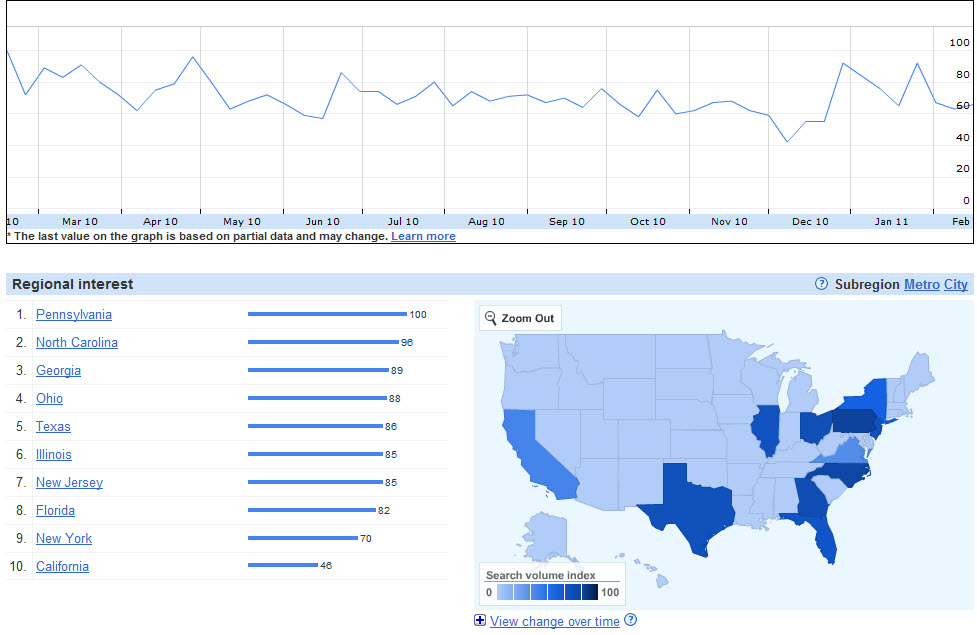 100
80
60
40
20
0
10 Mar 10 Apr 10 May 10 Jun 10 Jul 10 Aug 10 Sep 10 Oct 10 Nov 10 Dec 10 Jan 11 Feb
* The last value on the graph is based on partial data and may change. Learn more
Regional interest ? Subregion Metro City
1. Pennsylvania 100
2. North Carolina 96
3. Georgia 89
4. Ohio 88
5. Texas 86
6. Illinois 85
7. New Jersey 85
8. Florida 82
9. New York 70
10. California 46
Zoom Out
Search volume index
0 100
View change over time ?